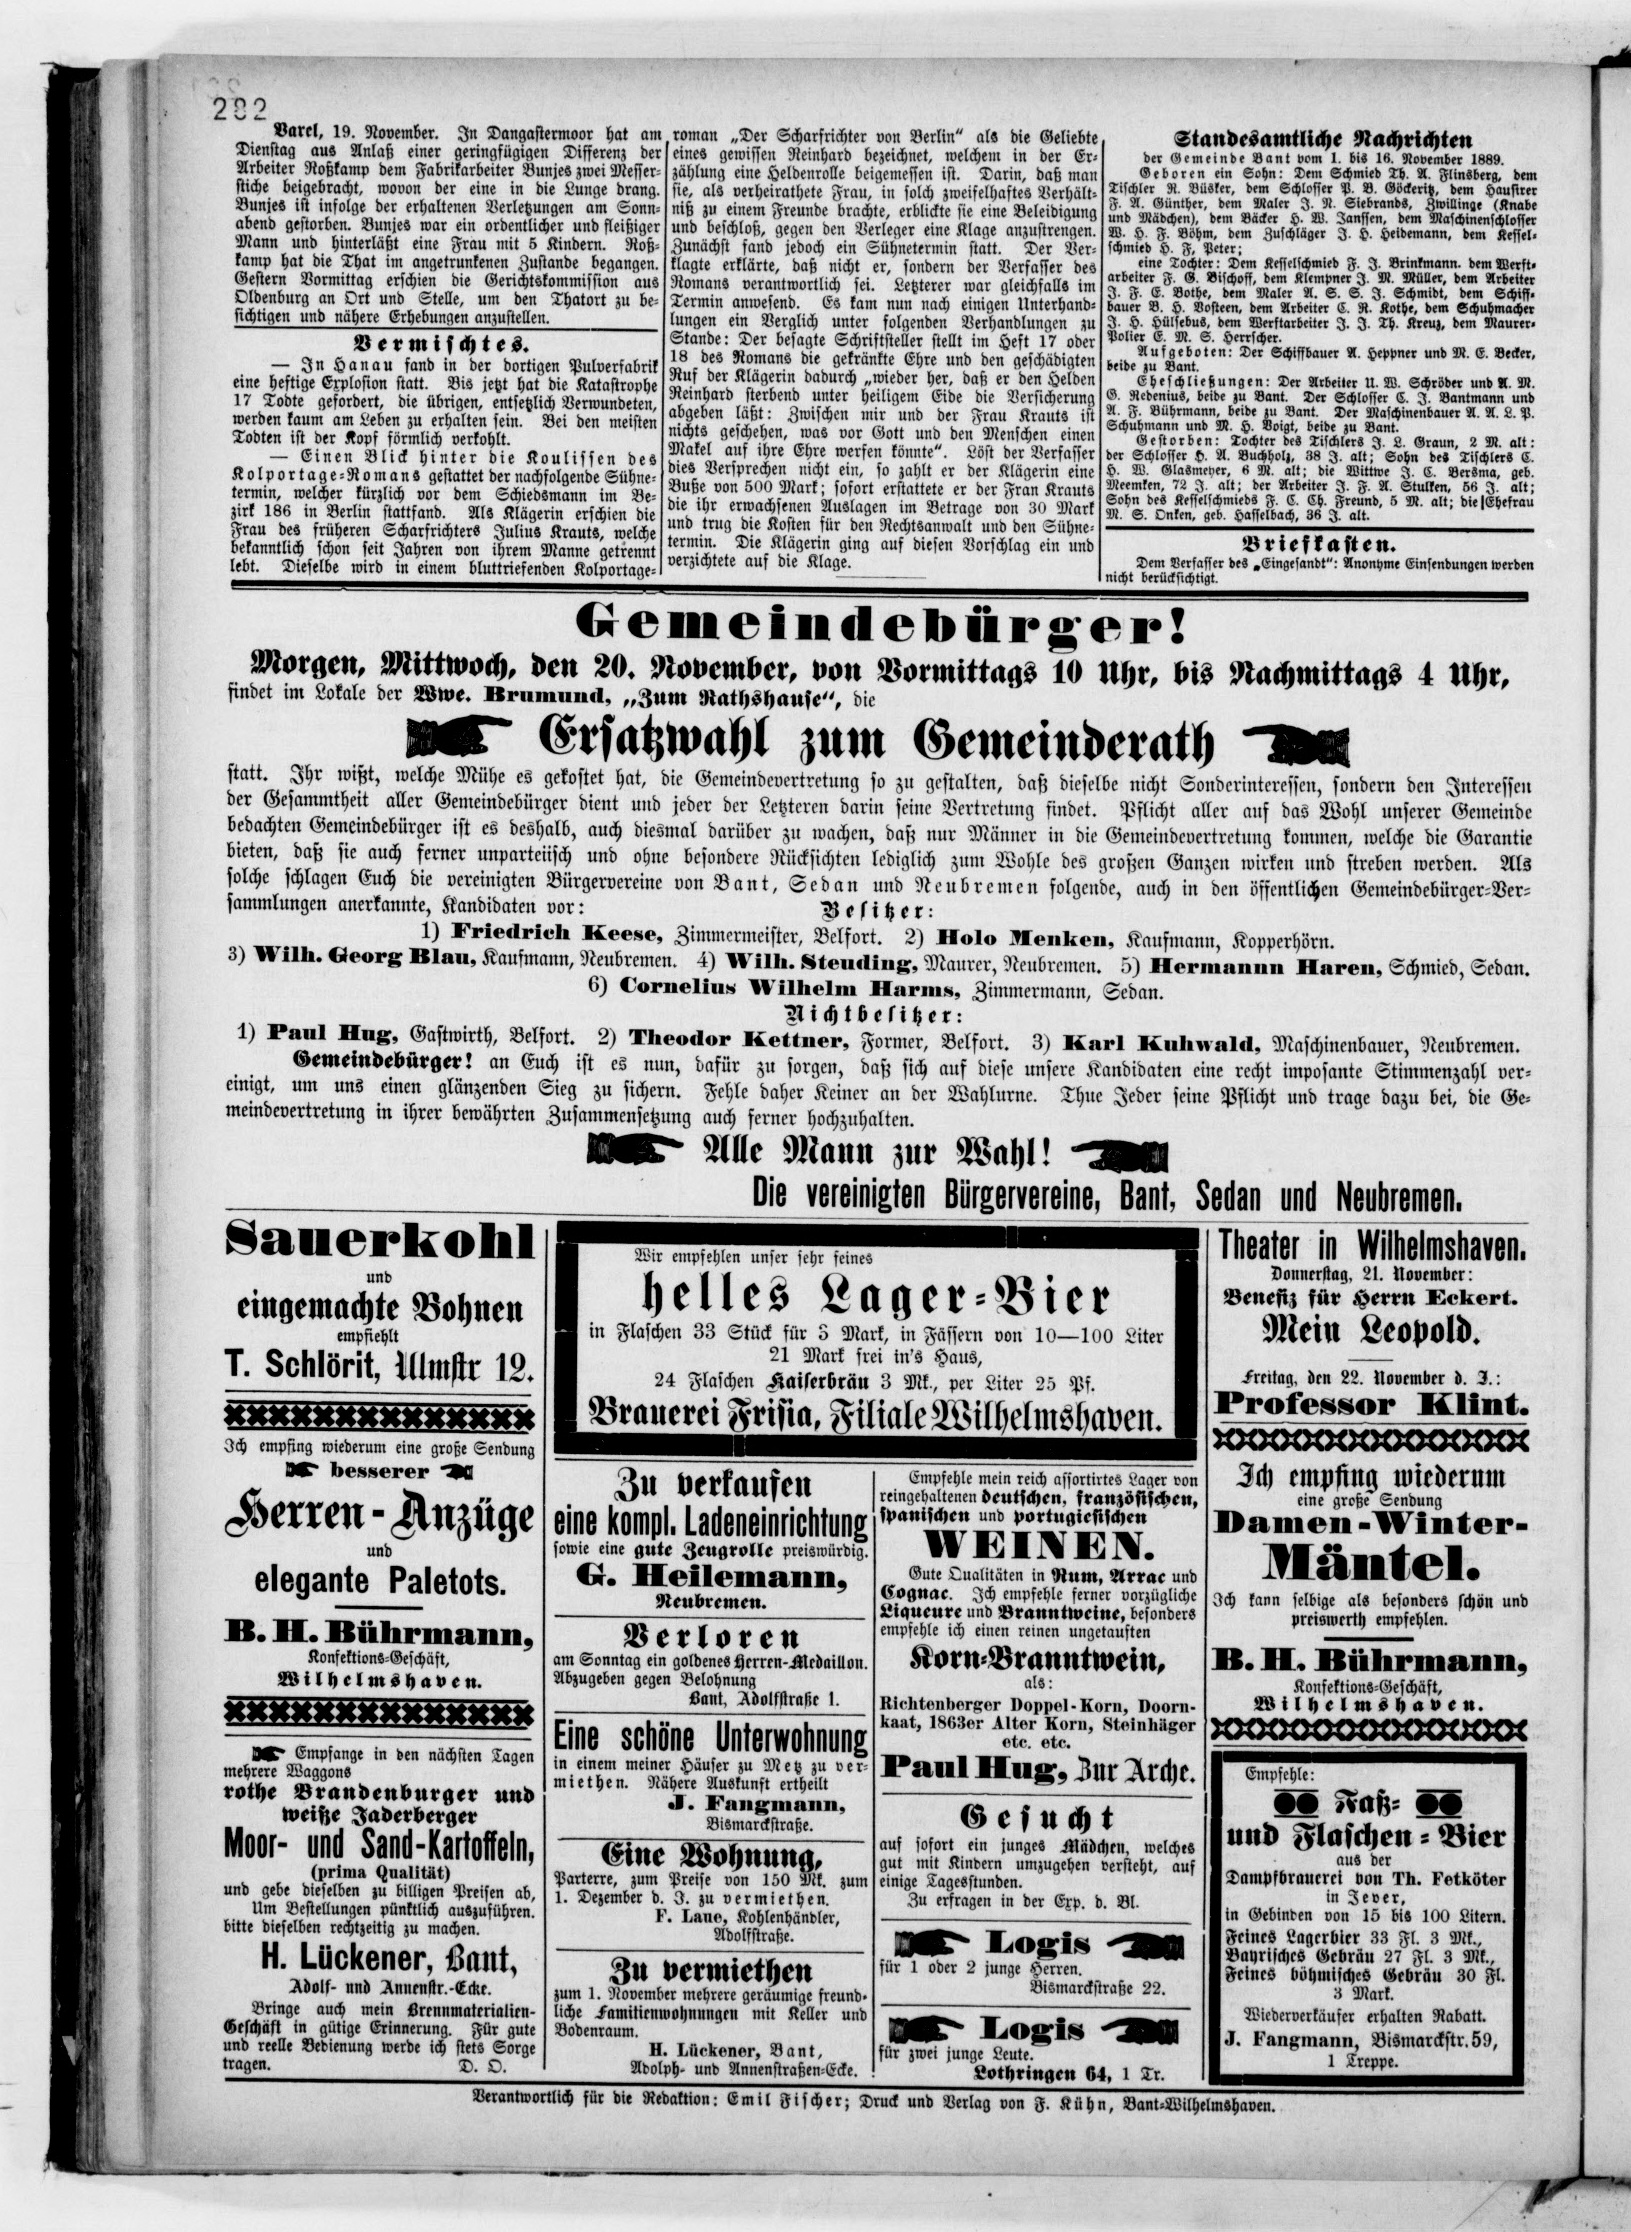 282
Varel, 19. November. In Dangastermoor hat am
Dienstag aus Anlaß einer geringfügigen Differenz der
Arbeiter Roßkamp dem Fabrikarbeiter Bunjes zwei Messer-
stiche beigebracht, wovon der eine in die Lunge drang.
Bunjes ist infolge der erhaltenen Verletzungen am Sonn-
abend gestorben. Bunjes war ein ordentlicher und fleißiger
Mann und hinterläßt eine Frau mit 5 Kindern. Roß-
kamp hat die That im angetrunkenen Zustande begangen.
Gestern Vormittag erschien die Gerichtskommission aus
Oldenburg an Ort und Stelle, um den Thatort zu be-
sichtigen und nähere Erhebungen anzustellen.
Vermischtes.
— In Hanau fand in der dortigen Pulverfabrik
eine heftige Explosion statt. Bis jetzt hat die Katastrophe
17 Todte gefordert, die übrigen, entsetzlich Verwundeten,
werden kaum am Leben zu erhalten sein. Bei den meisten
Todten ist der Kopf förmlich verkohlt.
— Einen Blick hinter die Koulissen des
Kolportage-Romans gestattet der nachfolgende Sühne-
termin, welcher kürzlich vor dem Schiedsmann im Be-
zirk 186 in Berlin stattfand. Als Klägerin erschien die
Frau des früheren Scharfrichters Julius Krauts, welche
bekanntlich schon seit Jahren von ihrem Manne getrennt
lebt. Dieselbe wird in einem bluttriefenden Kolportage-
roman „Der Scharfrichter von Berlin“ als die Geliebte
eines gewissen Reinhard bezeichnet, welchem in der Er-
zählung eine Heldenrolle beigemessen ist. Darin, daß man
sie, als verheirathete Frau, in solch zweifelhaftes Verhält-
niß zu einem Freunde brachte, erblickte sie eine Beleidigung
und beschloß, gegen den Verleger eine Klage anzustrengen.
Zunächst fand jedoch ein Sühnetermin statt. Der Ver-
klagte erklärte, daß nicht er, sondern der Verfasser des
Romans verantwortlich sei. Letzterer war gleichfalls im
Termin anwesend. Es kam nun nach einigen Unterhand-
lungen ein Verglich unter folgenden Verhandlungen zu
Stande: Der besagte Schriftsteller stellt im Heft 17 oder
18 des Romans die gekränkte Ehre und den geschädigten
Ruf der Klägerin dadurch „wieder her, daß er den Helden
Reinhard sterbend unter heiligem Eide die Versicherung
abgeben läßt: Zwischen mir und der Frau Krauts ist
nichts geschehen, was vor Gott und den Menschen einen
Makel auf ihre Ehre werfen könnte“. Löst der Verfasser
dies Versprechen nicht ein, so zahlt er der Klägerin eine
Buße von 500 Mark; sofort erstattete er der Fran Krauts
die ihr erwachsenen Auslagen im Betrage von 30 Mark
und trug die Kosten für den Rechtsanwalt und den Sühne-
termin. Die Klägerin ging auf diesen Vorschlag ein und
verzichtete auf die Klage.
Standesamtliche Nachrichten
der Gemeinde Bant vom 1. bis 16. November 1889.
Geboren ein Sohn: Dem Schmied Th. A. Flinsberg, dem
Tischler R. Büsker, dem Schlosser P. B. Göckeritz, dem Hausirer
F. A. Günther, dem Maler J. N. Siebrands, Zwillinge (Knabe
und Mädchen), dem Bäcker H. W. Janssen, dem Maschinenschlosser
W. H. F. Böhm, dem Zuschläger J. H. Heidemann, dem Kessel-
schmied H. F, Peter;
eine Tochter: Dem Kesselschmied F. J. Brinkmann. dem Werft-
arbeiter F. G. Bischoff, dem Klempner J. M. Müller, dem Arbeiter
J. F. E. Bothe, dem Maler A. S. S. J. Schmidt, dem Schiff-
bauer B. H. Vosteen, dem Arbeiter C. R. Kothe, dem Schuhmacher
J. H. Hülsebus, dem Werftarbeiter J. J. Th. Kreuz, dem Maurer-
Polier E. M. S. Herrscher.
Aufgeboten: Der Schiffbauer A. Heppner und M. E. Becker,
beide zu Bant.
Eheschließungen: Der Arbeiter U. W. Schröder und A. M.
G. Redenius, beide zu Bant. Der Schlosser C. J. Bantmann und
A. F. Bührmann, beide zu Bant. Der Maschinenbauer A. A. L. P.
Schuhmann und M. H. Voigt, beide zu Bant.
Gestorben: Tochter des Tischlers J. L. Graun, 2 M. alt:
der Schlosser H. A. Buchholz, 38 J. alt; Sohn des Tischlers C.
H. W. Glasmeyer, 6 M. alt; die Wittwe J. C. Bersma, geb.
Meemken, 72 J. alt; der Arbeiter J. F. A. Stulken, 56 J. alt;
Sohn des Kesselschmieds F. C. Ch. Freund, 5 M. alt; die Ehefrau
M. S. Onken, geb. Hasselbach, 36 J. alt.
Briefkasten.
Dem Verfasser des „Eingesandt“: Anonyme Einsendungen werden
nicht berücksichtigt.
Gemeindebürger!
Morgen, Mittwoch, den 20. November, von Vormittags 10 Uhr, bis Nachmittags 4 Uhr,
findet im Lokale der Wwe. Brumund, „Zum Rathshause“, die
Ersatzwahl zum Gemeinderath
statt. Ihr wißt, welche Mühe es gekostet hat, die Gemeindevertretung so zu gestalten, daß dieselbe nicht Sonderinteressen, sondern den Interessen
der Gesammtheit aller Gemeindebürger dient und jeder der Letzteren darin seine Vertretung findet. Pflicht aller auf das Wohl unserer Gemeinde
bedachten Gemeindebürger ist es deshalb, auch diesmal darüber zu wachen, daß nur Männer in die Gemeindevertretung kommen, welche die Garantie
bieten, daß sie auch ferner unparteiisch und ohne besondere Rücksichten lediglich zum Wohle des großen Ganzen wirken und streben werden. Als
solche schlagen Euch die vereinigten Bürgervereine von Bant, Sedan und Neubremen folgende, auch in den öffentlichen Gemeindebürger-Ver-
sammlungen anerkannte, Kandidaten vor:
Besitzer:
1) Friedrich Keese, Zimmermeister, Belfort. 2) Holo Menken, Kaufmann, Kopperhörn.
3) Wilh. Georg Blau, Kaufmann, Neubremen. 4) Wilh. Steuding, Maurer, Neubremen. 5) Hermannn Haren, Schmied, Sedan.
6) Cornelius Wilhelm Harms, Zimmermann, Sedan.
Nichtbesitzer:
1) Paul Hug, Gastwirth, Belfort. 2) Theodor Kettner, Former, Belfort. 3) Karl Kuhwald, Maschinenbauer, Neubremen.
Gemeindebürger! an Euch ist es nun, dafür zu sorgen, daß sich auf diese unsere Kandidaten eine recht imposante Stimmenzahl ver-
einigt, um uns einen glänzenden Sieg zu sichern. Fehle daher Keiner an der Wahlurne. Thue Jeder seine Pflicht und trage dazu bei, die Ge-
meindevertretung in ihrer bewährten Zusammensetzung auch ferner hochzuhalten.
Alle Mann zur Wahl!
Die vereinigten Bürgervereine, Bant, Sedan und Neubremen.
Sauerkohl
und
eingemachte Bohnen
empfiehlt
T. Schlörit, Ulmstr 12.
Ich empfing wiederum eine große Sendung
besserer
Herren-Anzüge
und
elegante Paletots.
B. H. Bührmann,
Konfektions-Geschäft,
Wilhelmshaven.
Empfange in den nächsten Tagen
mehrere Waggons
rothe Brandenburger und
weiße Jaderberger
Moor- und Sand-Kartoffeln,
(prima Qualität)
und gebe dieselben zu billigen Preisen ab,
Um Bestellungen pünktlich auszuführen.
bitte dieselben rechtzeitig zu machen.
H. Lückener, Bant,
Adolf- und Annenstr.-Ecke.
Bringe auch mein Brennmaterialien-
Geschäft in gütige Erinnerung. Für gute
und reelle Bedienung werde ich stets Sorge
tragen. D. O.
Wir empfehlen unser sehr feines
helles Lager-Bier
in Flaschen 33 Stück für 3 Mark, in Fässern von 10—100 Liter
21 Mark frei in's Haus,
24 Flaschen Kaiserbräu 3 Mk., per Liter 25 Pf.
Brauerei Frisia, Filiale Wilhelmshaven.
Zu verkaufen
eine kompl. Ladeneinrichtung
sowie eine gute Zeugrolle preiswürdig.
G. Heilemann,
Neubremen.
Verloren
am Sonntag ein goldenes Herren-Medaillon.
Abzugeben gegen Belohnung
Bant, Adolfstraße 1.
Eine schöne Unterwohnung
in einem meiner Häuser zu Metz zu ver-
miethen. Nähere Auskunft ertheilt
J. Fangmann,
Bismarckstraße.
Eine Wohnung,
Parterre, zum Preise von 150 Mk. zum
1. Dezember d. J. zu vermiethen.
F. Laue, Kohlenhändler,
Adolfstraße.
Zu vermiethen
zum 1. November mehrere geräumige freund-
liche Familienwohnungen mit Keller und
Bodenraum.
H. Lückener, Bant,
Adolph- und Annenstraßen-Ecke.
Empfehle mein reich assortirtes Lager von
reingehaltenen deutschen, französischen,
spanischen und portugiesischen
WEINEN.
Gute Qualitäten in Rum, Arrac und
Cognac. Ich empfehle ferner vorzügliche
Liqueure und Branntweine, besonders
empfehle ich einen reinen ungetauften
Korn-Branntwein,
als:
Richtenberger Doppel-Korn, Doorn-
kaat, 1863er Alter Korn, Steinhäger
etc. etc.
Paul Hug, Zur Arche.
Gesucht
auf sofort ein junges Mädchen, welches
gut mit Kindern umzugehen versteht, auf
einige Tagesstunden.
Zu erfragen in der Exp. d. Bl.
Logis
für 1 oder 2 junge Herren.
Bismarckstraße 22.
Logis
für zwei junge Leute.
Lothringen 64, 1 Tr.
Theater in Wilhelmshaven.
Donnerstag, 21. November:
Benefiz für Herrn Eckert.
Mein Leopold.
Freitag, den 22. November d. J.:
Professor Klint.
Ich empfing wiederum
eine große Sendung
Damen-Winter-
Mäntel.
Ich kann selbige als besonders schön und
preiswerth empfehlen.
B. H. Bührmann,
Konfektions-Geschäft,
Wilhelmshaven.
Empfehle:
Faß-
und Flaschen-Bier
aus der
Dampfbrauerei von Th. Fetköter
in Jever,
in Gebinden von 15 bis 100 Litern.
Feines Lagerbier 33 Fl. 3 Mk.,
Bayrisches Gebräu 27 Fl. 3 Mk.,
Feines böhmisches Gebräu 30 Fl.
3 Mark.
Wiederverkäufer erhalten Rabatt.
J. Fangmann, Bismarckstr. 59,
1 Treppe.
Verantwortlich für die Redaktion: Emil Fischer; Druck und Verlag von F. Kühn, Bant-Wilhelmshaven.